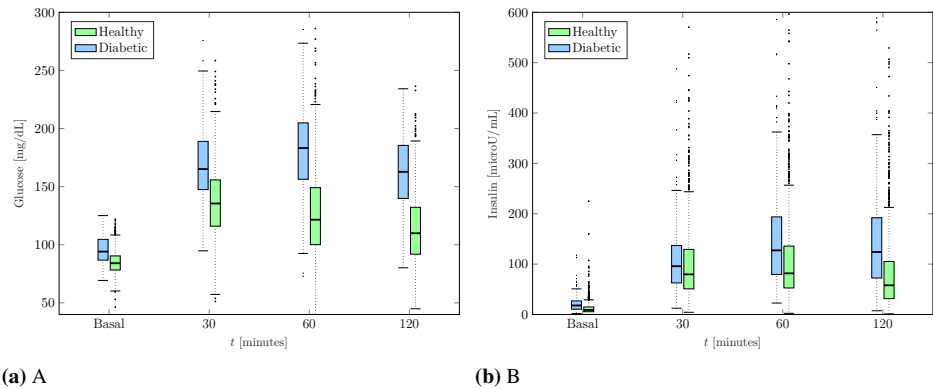 A
300
250
200
150
100
50
Glucose [mg/dL]
Healthy
Diabetic
Basal
30
60
120
t [minutes]
(a) A
B
600
500
400
300
200
100
0
Insulin [microU/mL]
Healthy
Diabetic
Basal
30
60
120
t [minutes]
(b) B